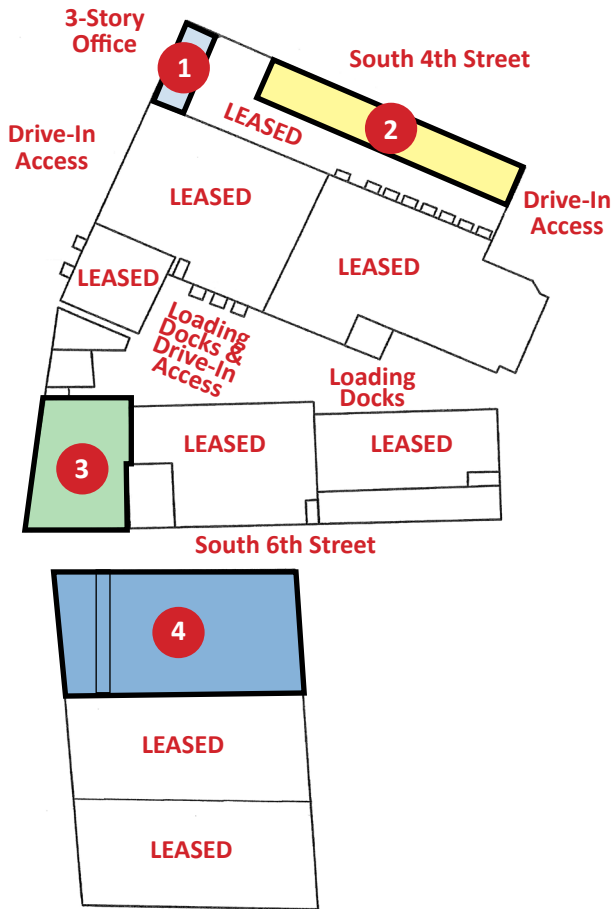 3-Story
Office
1
South 4th Street
2
LEASED
Drive-In
Access
LEASED
Drive-In
Access
LEASED
LEASED
Loading
Docks &
Drive-In
Access
Loading
Docks
3
LEASED
LEASED
South 6th Street
4
LEASED
LEASED